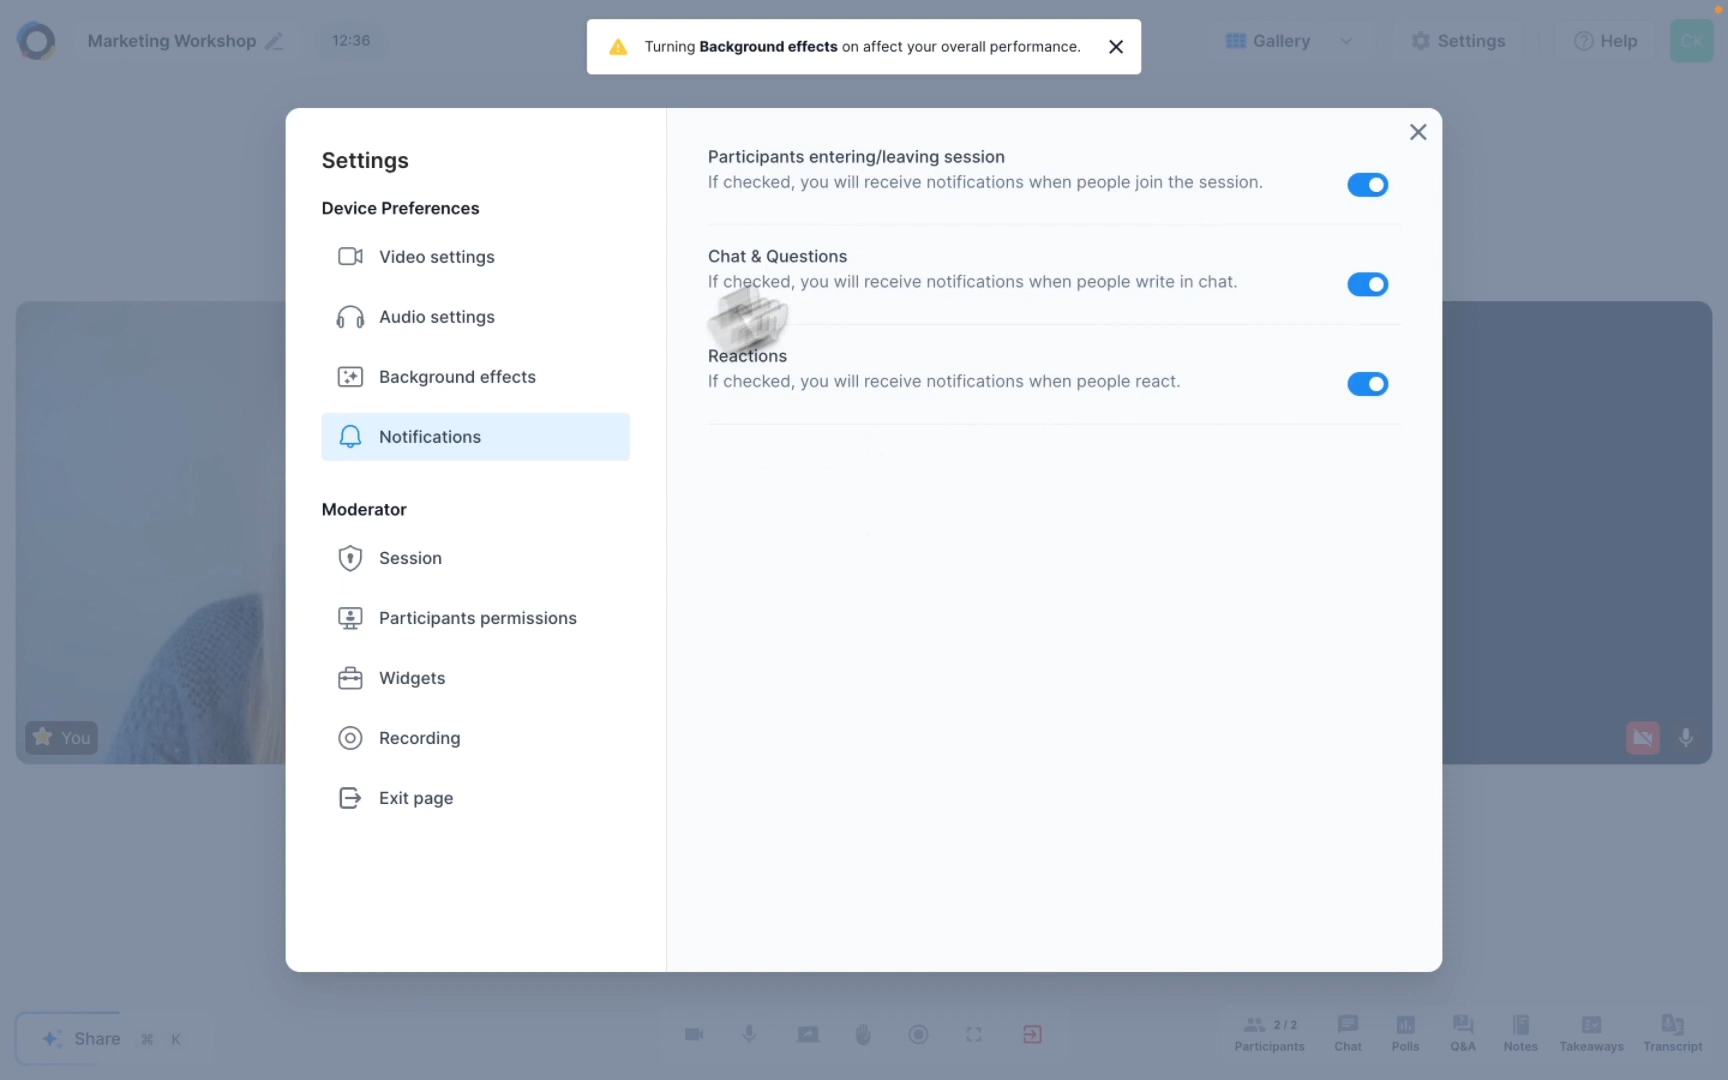 Marketing Workshop
12:36
Turning Background effects on affect your overall performance.
Gallery
Settings
Help
CK
Settings
Device Preferences
Video settings
Audio settings
Background effects
Notifications
Moderator
Session
Participants permissions
Widgets
Recording
Exit page
Participants entering/leaving session
If checked, you will receive notifications when people join the session.
Chat & Questions
If checked, you will receive notifications when people write in chat.
Reactions
If checked, you will receive notifications when people react.
You
Share ⌘ K
2 / 2
Participants
Chat
Polls
Q&A
Notes
Takeaways
Transcript